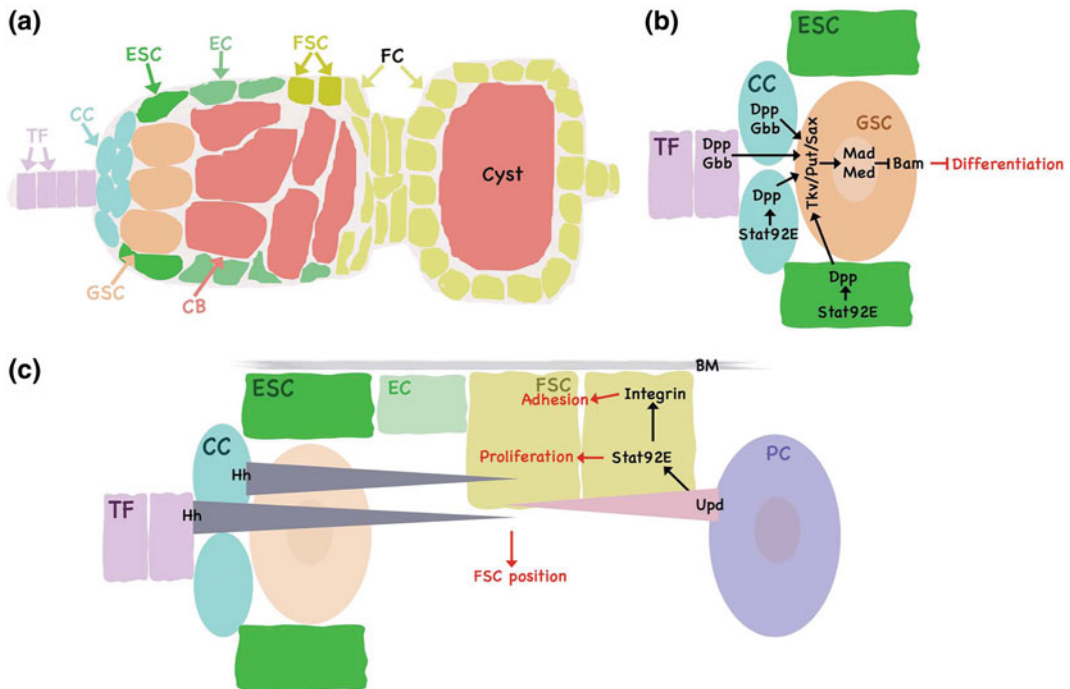 (a)
ESC
EC
FSC
FC
CC
TF
Cyst
GSC
CB
(b)
ESC
CC
Dpp
Gbb
GSC
TF
Dpp
Gbb
Tkv/Put/Sax
Mad
Med
Bam
Differentiation
Dpp
Stat92E
Dpp
Stat92E
(c)
BM
ESC
EC
FSC
Adhesion
Integrin
CC
Hh
Proliferation
Stat92E
PC
TF
Hh
Upd
FSC position